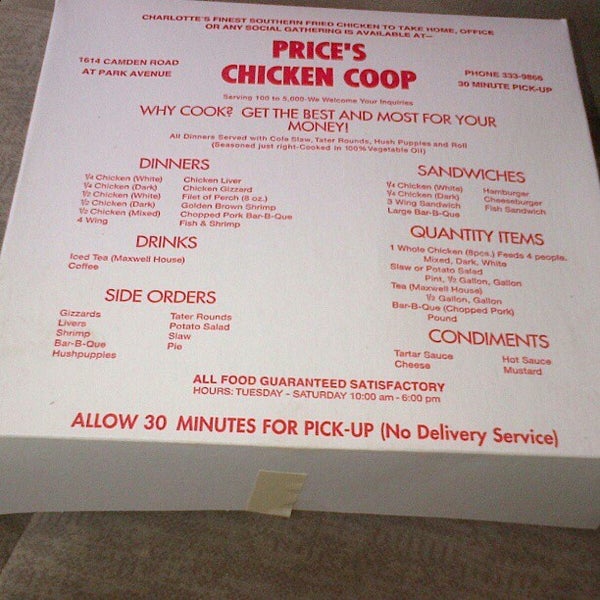 CHARLOTTE'S FINEST SOUTHERN FRIED CHICKEN TO TAKE HOME, OFFICE
OR ANY SOCIAL GATHERING IS AVAILABLE AT—
PRICE'S
CHICKEN COOP
1614 CAMDEN ROAD
AT PARK AVENUE
PHONE 333-9866
30 MINUTE PICK-UP
Serving 100 to 5,000-We Welcome Your Inquiries
WHY COOK? GET THE BEST AND MOST FOR YOUR
MONEY!
All Dinners Served with Cole Slaw, Tater Rounds, Hush Puppies and Roll
(Seasoned just right-Cooked in 100% Vegetable Oil)
DINNERS
¼ Chicken (White)
¼ Chicken (Dark)
½ Chicken (White)
½ Chicken (Dark)
½ Chicken (Mixed)
4 Wing
Chicken Liver
Chicken Gizzard
Filet of Perch (8 oz.)
Golden Brown Shrimp
Chopped Pork Bar-B-Que
Fish & Shrimp
DRINKS
Iced Tea (Maxwell House)
Coffee
SIDE ORDERS
Gizzards
Livers
Shrimp
Bar-B-Que
Hushpuppies
Tater Rounds
Potato Salad
Slaw
Pie
SANDWICHES
¼ Chicken (White)
¼ Chicken (Dark)
3 Wing Sandwich
Large Bar-B-Que
Hamburger
Cheeseburger
Fish Sandwich
QUANTITY ITEMS
1 Whole Chicken (8pcs.) Feeds 4 people.
Mixed, Dark, White
Slaw or Potato Salad
Pint, ½ Gallon, Gallon
Tea (Maxwell House)
½ Gallon, Gallon
Bar-B-Que (Chopped Pork)
Pound
CONDIMENTS
Tartar Sauce
Cheese
Hot Sauce
Mustard
ALL FOOD GUARANTEED SATISFACTORY
HOURS: TUESDAY - SATURDAY 10:00 am - 6:00 pm
ALLOW 30 MINUTES FOR PICK-UP (No Delivery Service)